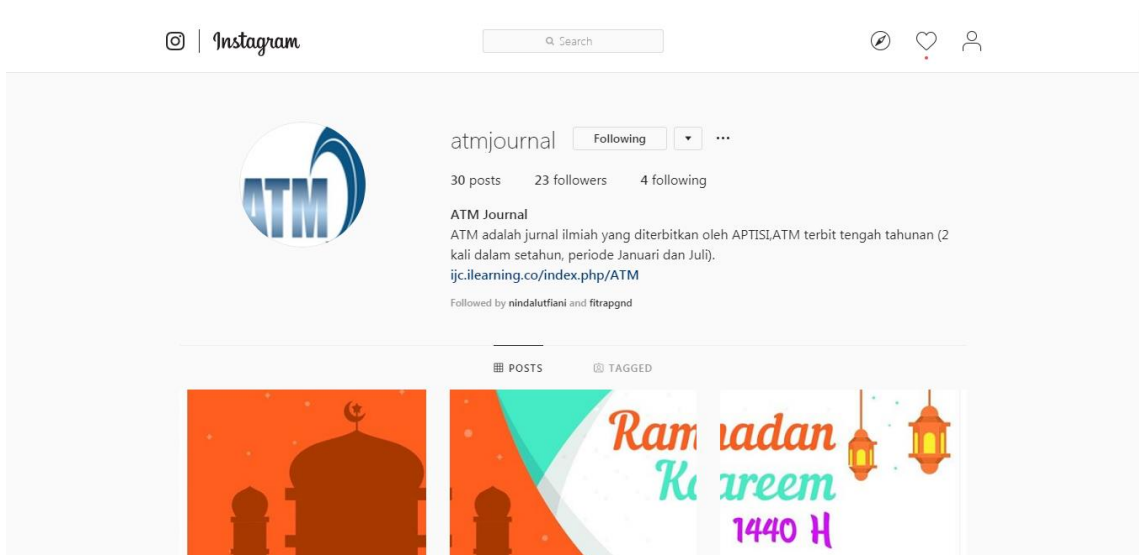 Instagram
Search
ATM
atmjournal Following
30 posts 23 followers 4 following
ATM Journal
ATM adalah jurnal ilmiah yang diterbitkan oleh APTISI,ATM terbit tengah tahunan (2
kali dalam setahun, periode Januari dan Juli).
ijc.ilearning.co/index.php/ATM
Followed by nindalutfiani and fitrapgnd
POSTS TAGGED
Ram adan
Ka areem
1440 H